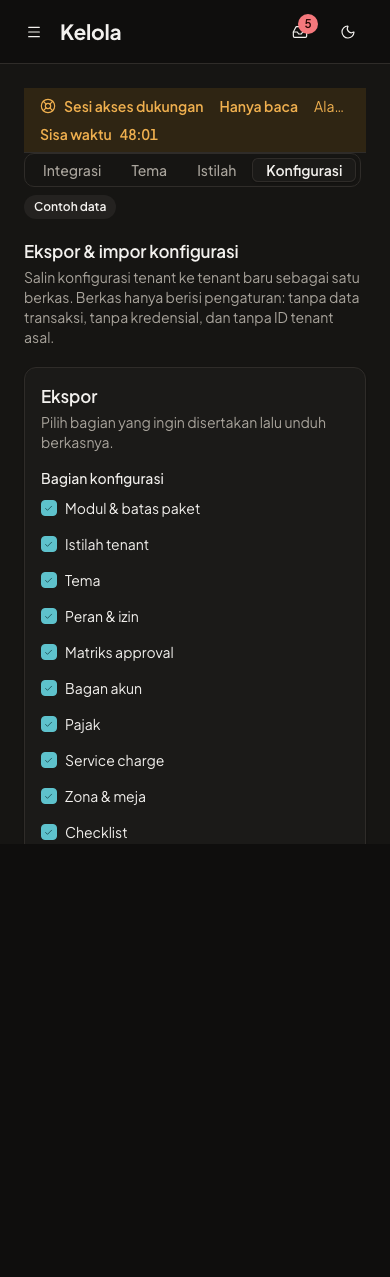 Kelola
5
Sesi akses dukungan Hanya baca Ala…
Sisa waktu 48:01
Integrasi Tema Istilah Konfigurasi
Contoh data
Ekspor & impor konfigurasi
Salin konfigurasi tenant ke tenant baru sebagai satu
berkas. Berkas hanya berisi pengaturan: tanpa data
transaksi, tanpa kredensial, dan tanpa ID tenant
asal.
Ekspor
Pilih bagian yang ingin disertakan lalu unduh
berkasnya.
Bagian konfigurasi
Modul & batas paket
Istilah tenant
Tema
Peran & izin
Matriks approval
Bagan akun
Pajak
Service charge
Zona & meja
Checklist